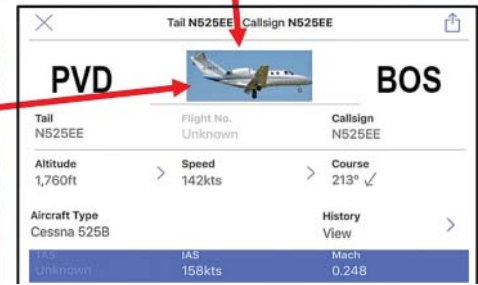 Tail N525EE Callsign N525EE
PVD BOS
Tail Flight No. Callsign
N525EE Unknown N525EE
Altitude Speed Course
1,760ft 142kts 213°
Aircraft Type History
Cessna 525B View
TAS IAS Mach
Unknown 158kts 0.248